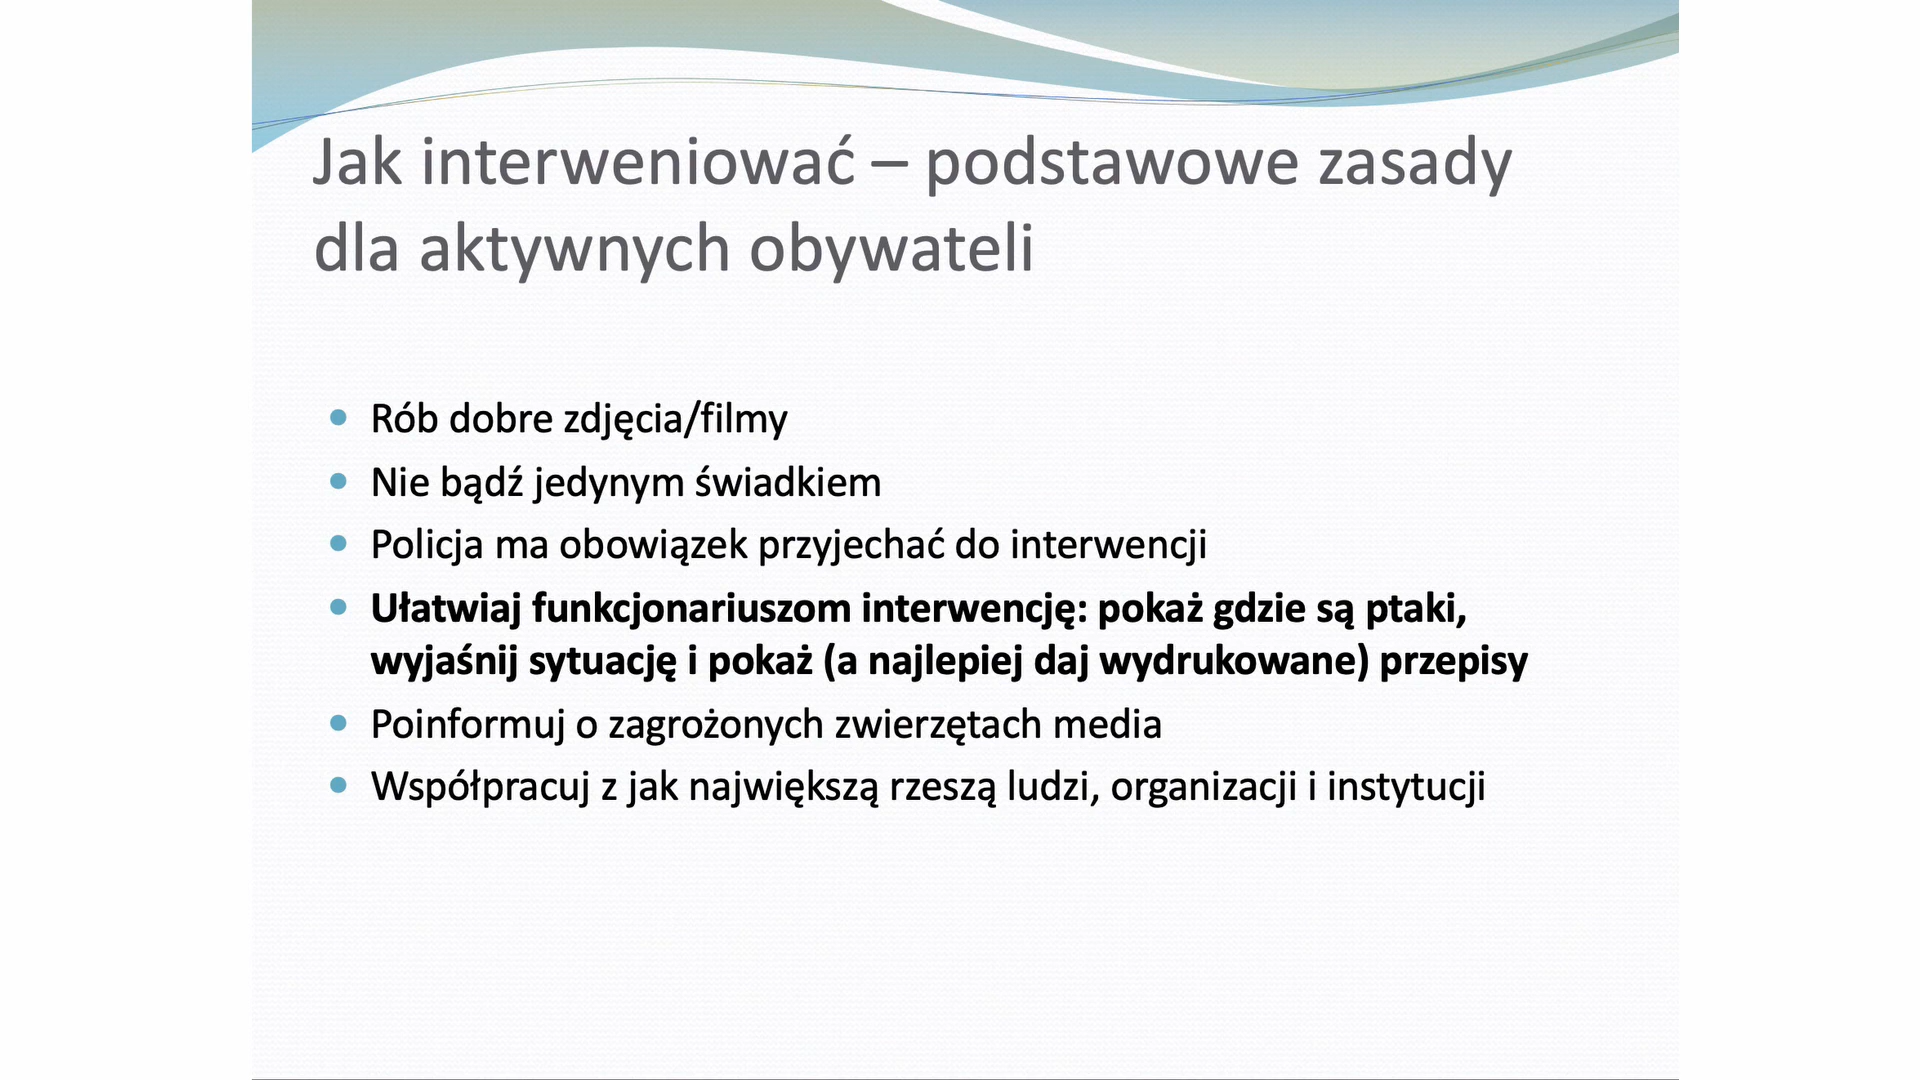 Jak interweniować – podstawowe zasady
dla aktywnych obywateli
• Rób dobre zdjęcia/filmy
• Nie bądź jedynym świadkiem
• Policja ma obowiązek przyjechać do interwencji
• Ułatwiaj funkcjonariuszom interwencję: pokaż gdzie są ptaki,
wyjaśnij sytuację i pokaż (a najlepiej daj wydrukowane) przepisy
• Poinformuj o zagrożonych zwierzętach media
• Współpracuj z jak największą rzeszą ludzi, organizacji i instytucji